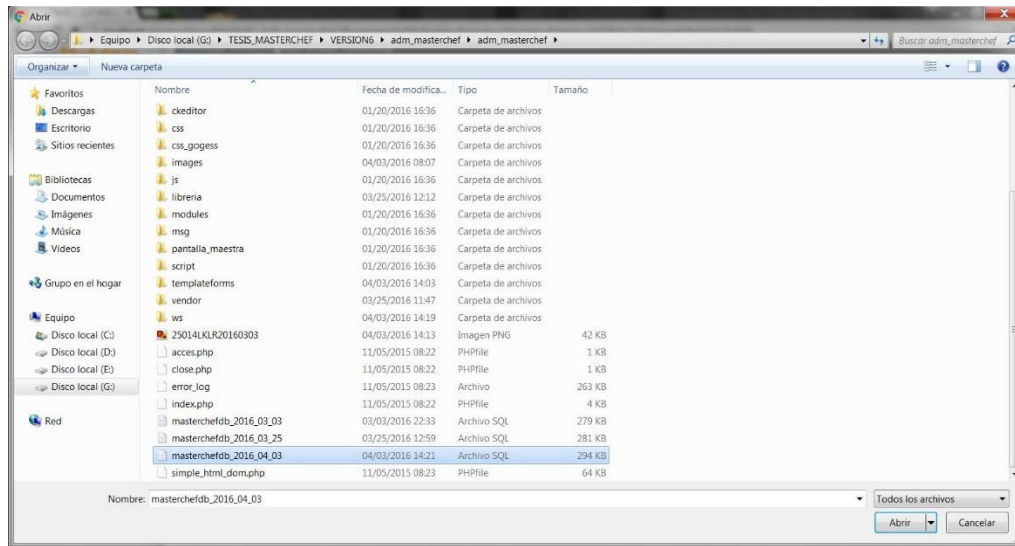 Abrir
Equipo Disco local (G:) TESIS_MASTERCHEF VERSION6 adm_masterchef adm_masterchef
Buscar adm_masterchef
Organizar Nueva carpeta
Nombre Fecha de modifica... Tipo Tamaño
Favoritos
Descargas
Escritorio
Sitios recientes
Bibliotecas
Documentos
Imágenes
Música
Vídeos
Grupo en el hogar
Equipo
Disco local (C:)
Disco local (D:)
Disco local (E:)
Disco local (G:)
Red
ckeditor 01/20/2016 16:36 Carpeta de archivos
css 01/20/2016 16:36 Carpeta de archivos
css_gogess 01/20/2016 16:36 Carpeta de archivos
images 04/03/2016 08:07 Carpeta de archivos
js 01/20/2016 16:36 Carpeta de archivos
libreria 03/25/2016 12:12 Carpeta de archivos
modules 01/20/2016 16:36 Carpeta de archivos
msg 01/20/2016 16:36 Carpeta de archivos
pantalla_maestra 01/20/2016 16:36 Carpeta de archivos
script 01/20/2016 16:36 Carpeta de archivos
templateforms 04/03/2016 14:03 Carpeta de archivos
vendor 03/25/2016 11:47 Carpeta de archivos
ws 04/03/2016 14:19 Carpeta de archivos
25014LKLR20160303 04/03/2016 14:13 Imagen PNG 42 KB
acces.php 11/05/2015 08:22 PHPfile 1 KB
close.php 11/05/2015 08:22 PHPfile 1 KB
error_log 11/05/2015 08:23 Archivo 263 KB
index.php 11/05/2015 08:22 PHPfile 4 KB
masterchefdb_2016_03_03 03/03/2016 22:33 Archivo SQL 279 KB
masterchefdb_2016_03_25 03/25/2016 12:59 Archivo SQL 281 KB
masterchefdb_2016_04_03 04/03/2016 14:21 Archivo SQL 294 KB
simple_html_dom.php 11/05/2015 08:23 PHPfile 64 KB
Nombre: masterchefdb_2016_04_03 Todos los archivos
Abrir Cancelar